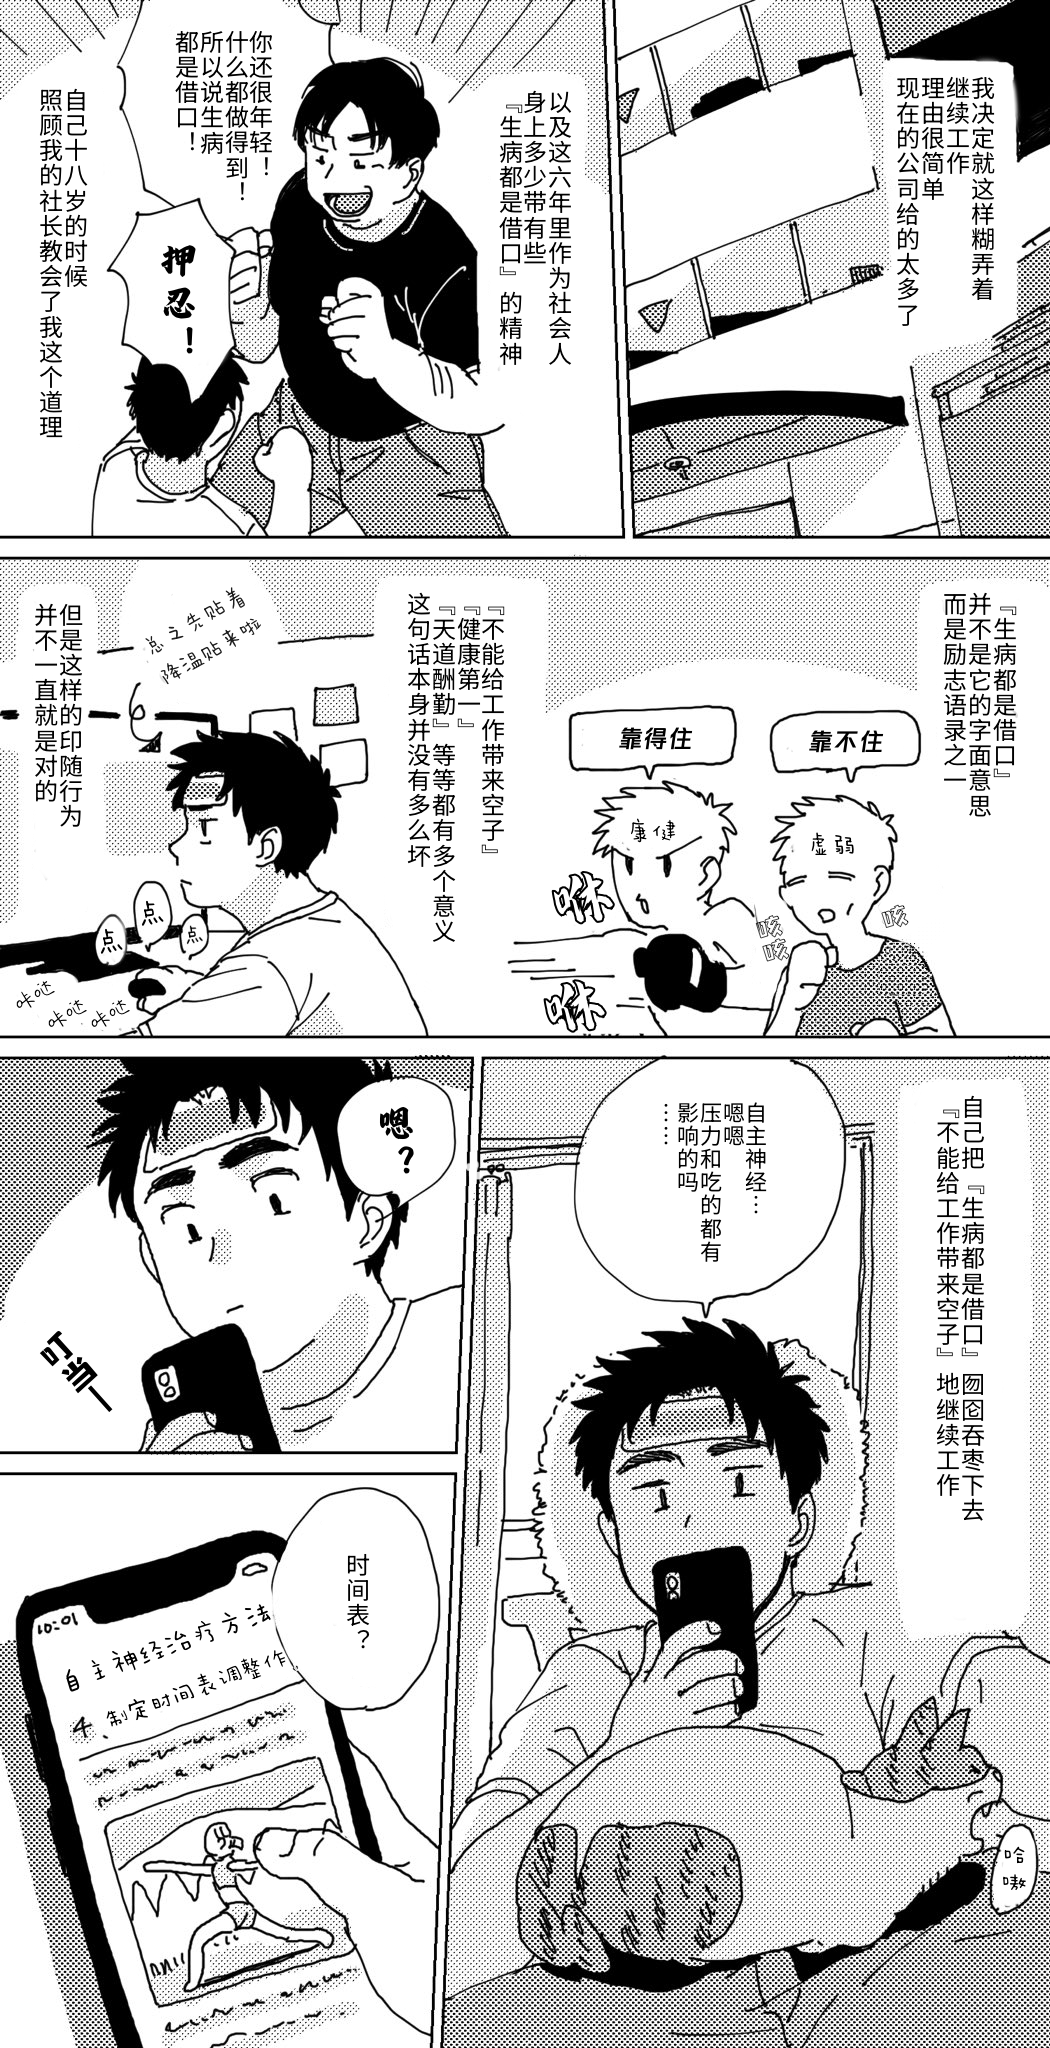 我决定就这样糊弄着
继续工作
理由很简单
现在的公司给的太多了
以及这六年里作为社会人
身上多少带有些
『生病都是借口』的精神
你还很年轻！
什么都做得到！
所以说生病
都是借口！
押忍！
自己十八岁的时候
照顾我的社长教会了我这个道理
『生病都是借口』
并不是它的字面意思
而是励志语录之一
靠不住
虚弱
咳
咳
咳
靠得住
康健
咻
咻
『不能给工作带来空子』
『健康第一』
『天道酬勤』等等都有多个意义
这句话本身并没有多么坏
总之先贴着
降温贴来啦
点
点
点
咔哒
咔哒
咔哒
但是这样的印随行为
并不一直就是对的
自己把『生病都是借口』囫囵吞枣下去
『不能给工作带来空子』地继续工作
自主神经…
嗯嗯
压力和吃的都有
影响的吗
……
哈
嗷
嗯？
叮当—
时间表？
10:01
自主神经治疗方法
4、制定时间表调整作